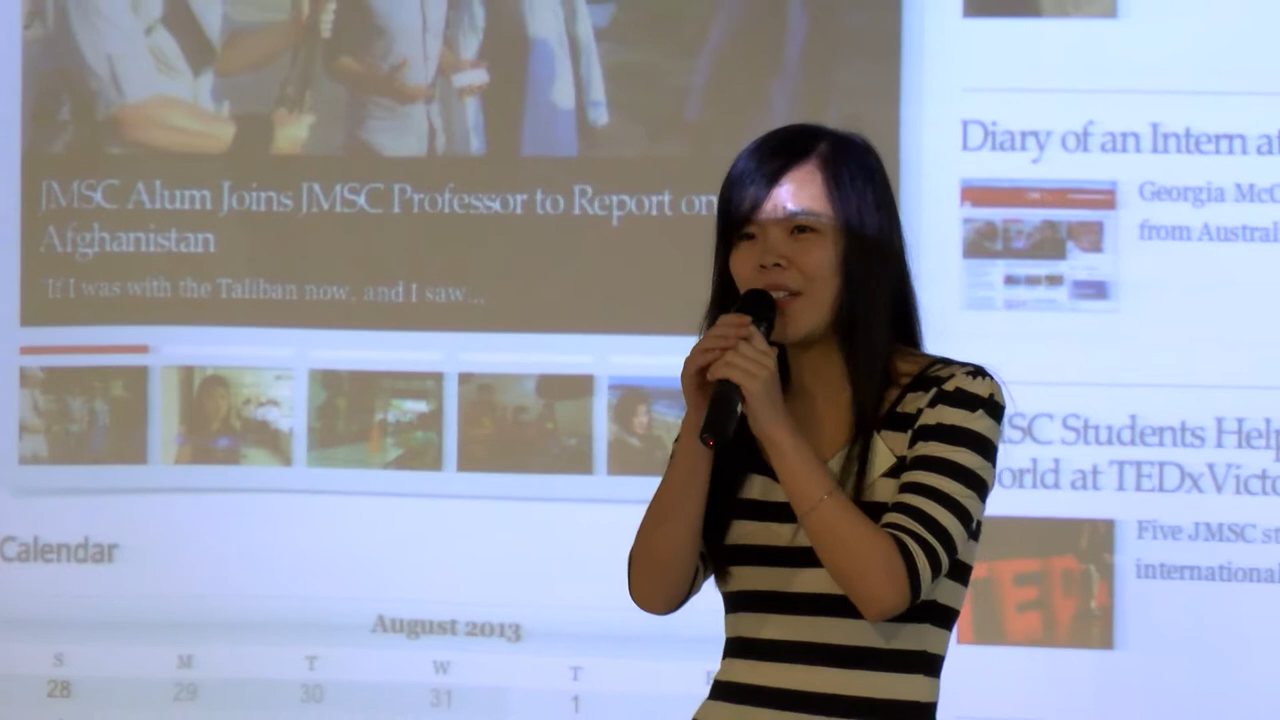 JMSC Alum Joins JMSC Professor to Report on
Afghanistan
'If I was with the Taliban now, and I saw...
Diary of an Intern at
Georgia McC
from Austral
MSC Students Help
orld at TEDxVicto
Five JMSC st
international
TED
Calendar
August 2013
S M T W T F
28 29 30 31 1